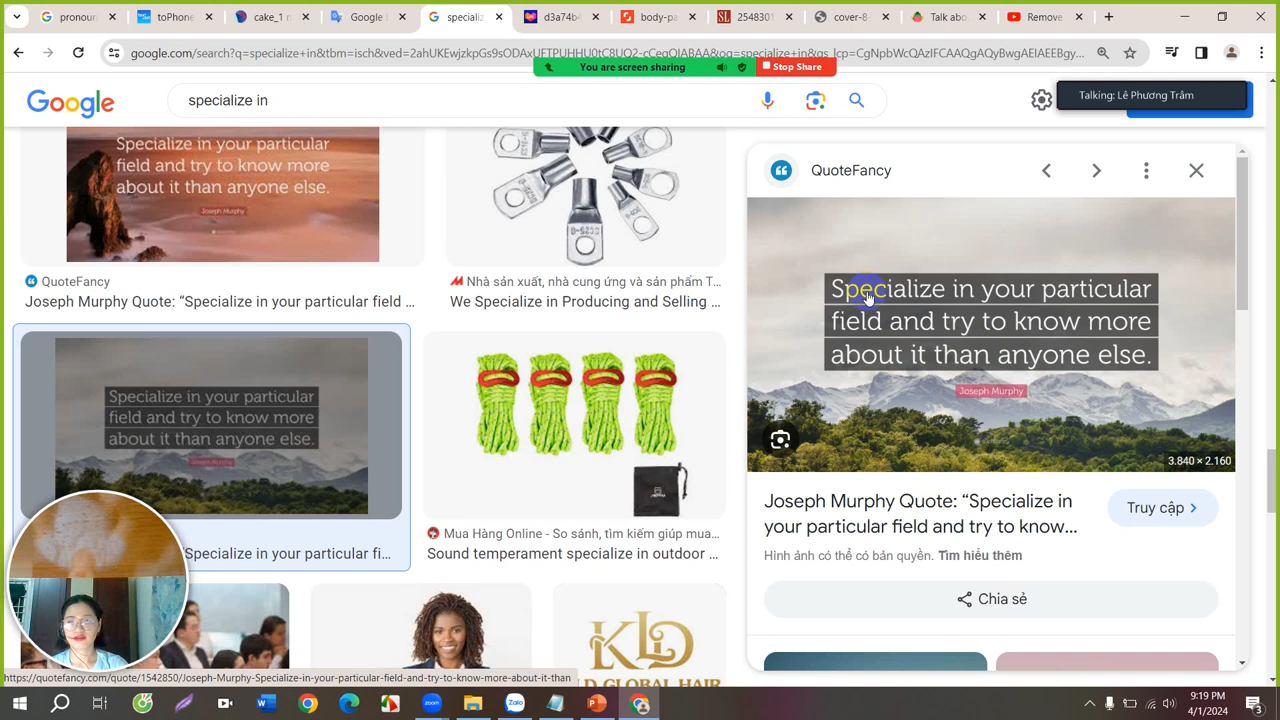 pronoun
toPhone
cake_1 n
Google
speciali
d3a74b4
body-pa
2548301
cover-8-
Talk abo
Remove
google.com/search?q=specialize+in&tbm=isch&ved=2ahUKEwjzkpGs9sODAxUFTPUHHU0tC8UQ2-cCegQIABAA&oq=specialize+in&gs_lcp=CgNpbWcQAzIFCAAQgAQyBwgAEIAEEBgy...
You are screen sharing
Stop Share
Google
specialize in
Talking: Lê Phương Trâm
Specialize in your particular
field and try to know more
about it than anyone else.
Joseph Murphy
QuoteFancy
Joseph Murphy Quote: “Specialize in your particular field ...
SC25-8
Nhà sản xuất, nhà cung ứng và sản phẩm T...
We Specialize in Producing and Selling ...
QuoteFancy
Specialize in your particular
field and try to know more
about it than anyone else.
Joseph Murphy
3.840 × 2.160
Specialize in your particular
field and try to know more
about it than anyone else.
Joseph Murphy
Specialize in your particular fi...
Mua Hàng Online - So sánh, tìm kiếm giúp mua...
Sound temperament specialize in outdoor ...
Joseph Murphy Quote: “Specialize in
your particular field and try to know...
Truy cập
Hình ảnh có thể có bản quyền. Tìm hiểu thêm
Chia sẻ
KLD
D GLOBAL HAIR
https://quotefancy.com/quote/1542850/Joseph-Murphy-Specialize-in-your-particular-field-and-try-to-know-more-about-it-than
9:19 PM
4/1/2024
3